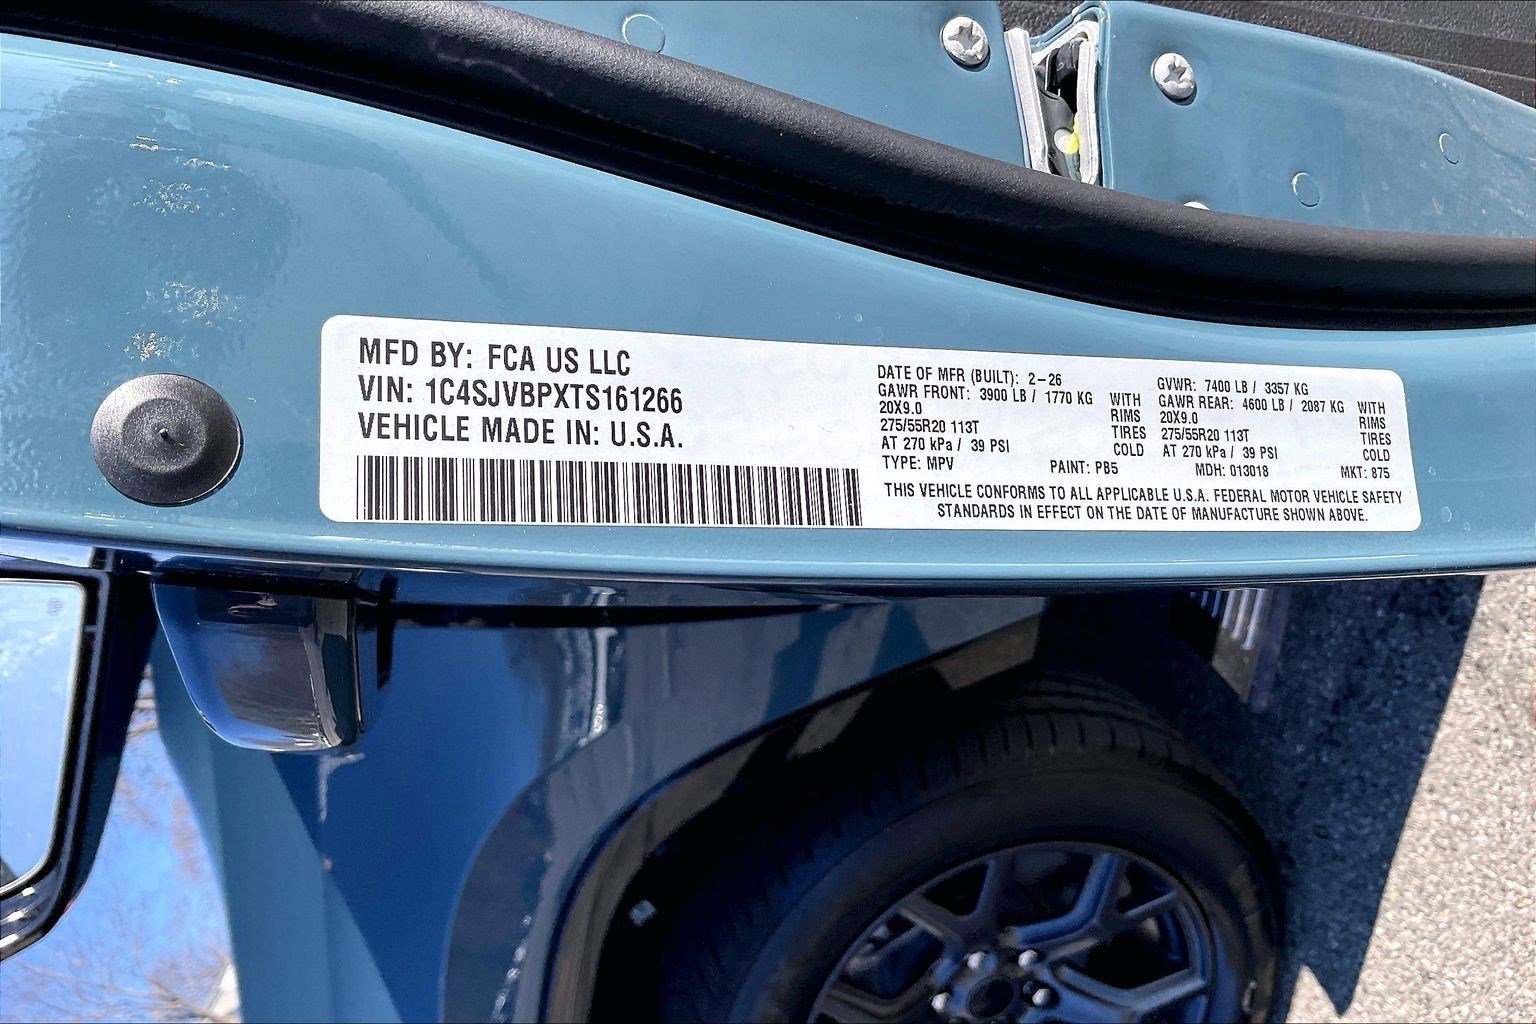 MFD BY: FCA US LLC
VIN: 1C4SJVBPXTS161266
VEHICLE MADE IN: U.S.A.
DATE OF MFR (BUILT): 2-26
GAWR FRONT: 3900 LB / 1770 KG WITH
20X9.0 RIMS
275/55R20 113T TIRES
AT 270 kPa / 39 PSI COLD
GVWR: 7400 LB / 3357 KG
GAWR REAR: 4600 LB / 2087 KG WITH
20X9.0 RIMS
275/55R20 113T TIRES
AT 270 kPa / 39 PSI COLD
TYPE: MPV PAINT: PB5 MDH: 013018 MKT: 875
THIS VEHICLE CONFORMS TO ALL APPLICABLE U.S.A. FEDERAL MOTOR VEHICLE SAFETY
STANDARDS IN EFFECT ON THE DATE OF MANUFACTURE SHOWN ABOVE.